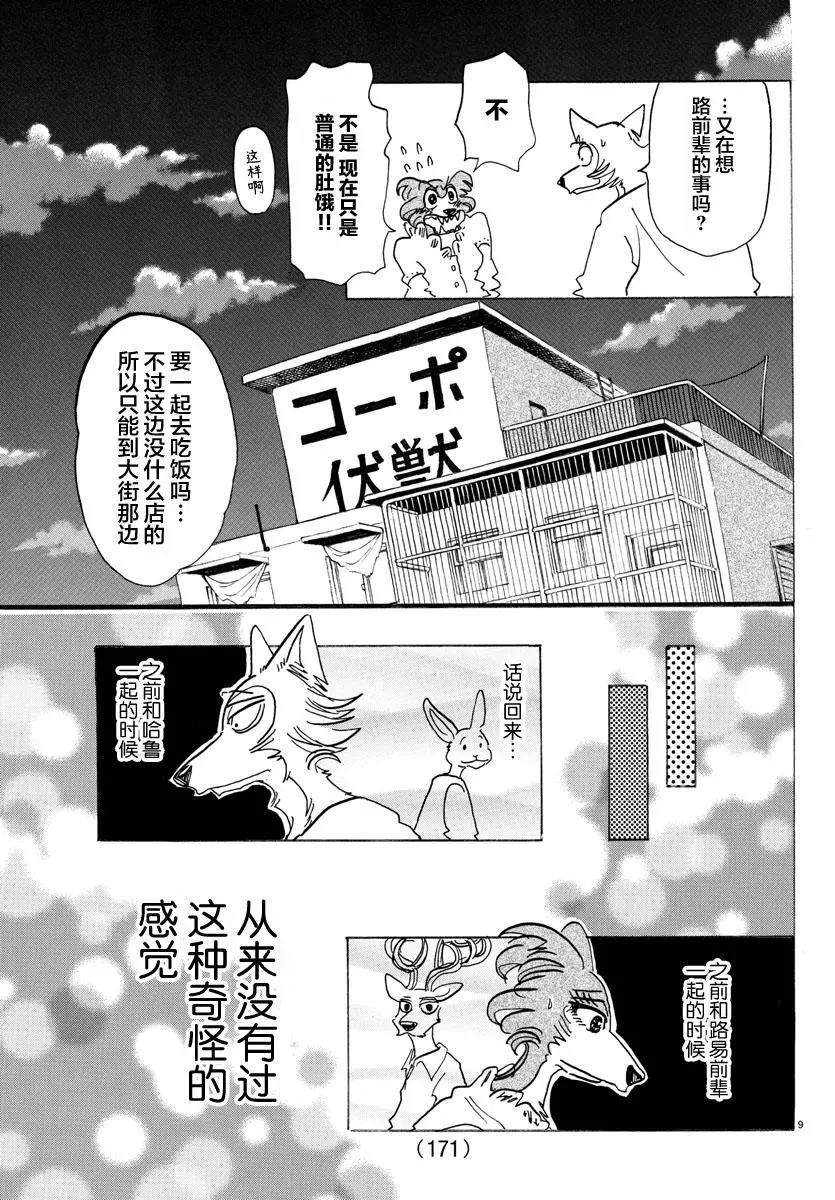 …又在想
路前辈的事吗?
不
不是 现在只是
普通的肚饿!!
这样啊
コーポ
伏獣
要一起去吃饭吗…
不过这边没什么店的
所以只能到大街那边
话说回来…
之前和哈鲁
一起的时候
之前和路易前辈
一起的时候
从来没有过
这种奇怪的
感觉
(171)
9